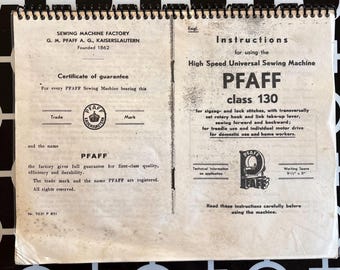 SEWING MACHINE FACTORY
G. M. PFAFF A. G., KAISERSLAUTERN
Founded 1862
Certificate of guarantee
For every PFAFF Sewing Machine bearing this
PFAFF
Trade
Mark
and the name
PFAFF
the factory gives full guarantee for first-class quality,
efficiency and durability.
The trade mark and the name PFAFF are registered.
All rights reserved.
Engl.
Instructions
for using the
High Speed Universal Sewing Machine
PFAFF
class 130
for zigzag- and lock stitches, with transversally
set rotary hook and link take-up lever,
sewing forward and backward;
for treadle use and individual motor drive
for domestic use and home workers.
Technical information
on application
PFAFF
Working Space
Read these instructions carefully before
using the machine.